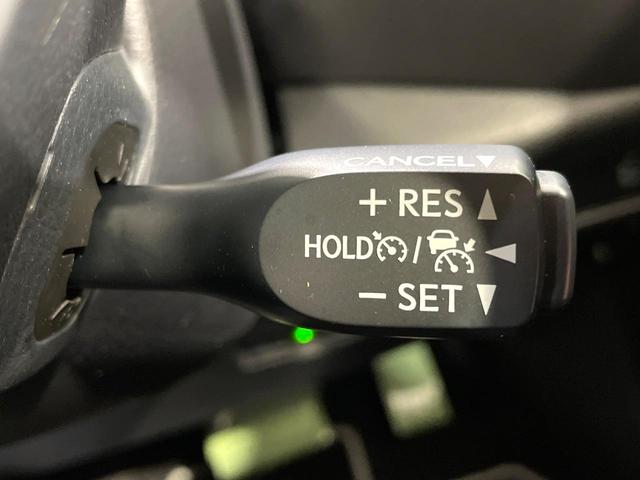 CANCEL▼
+ RES ▲
HOLD / ◀
− SET ▼